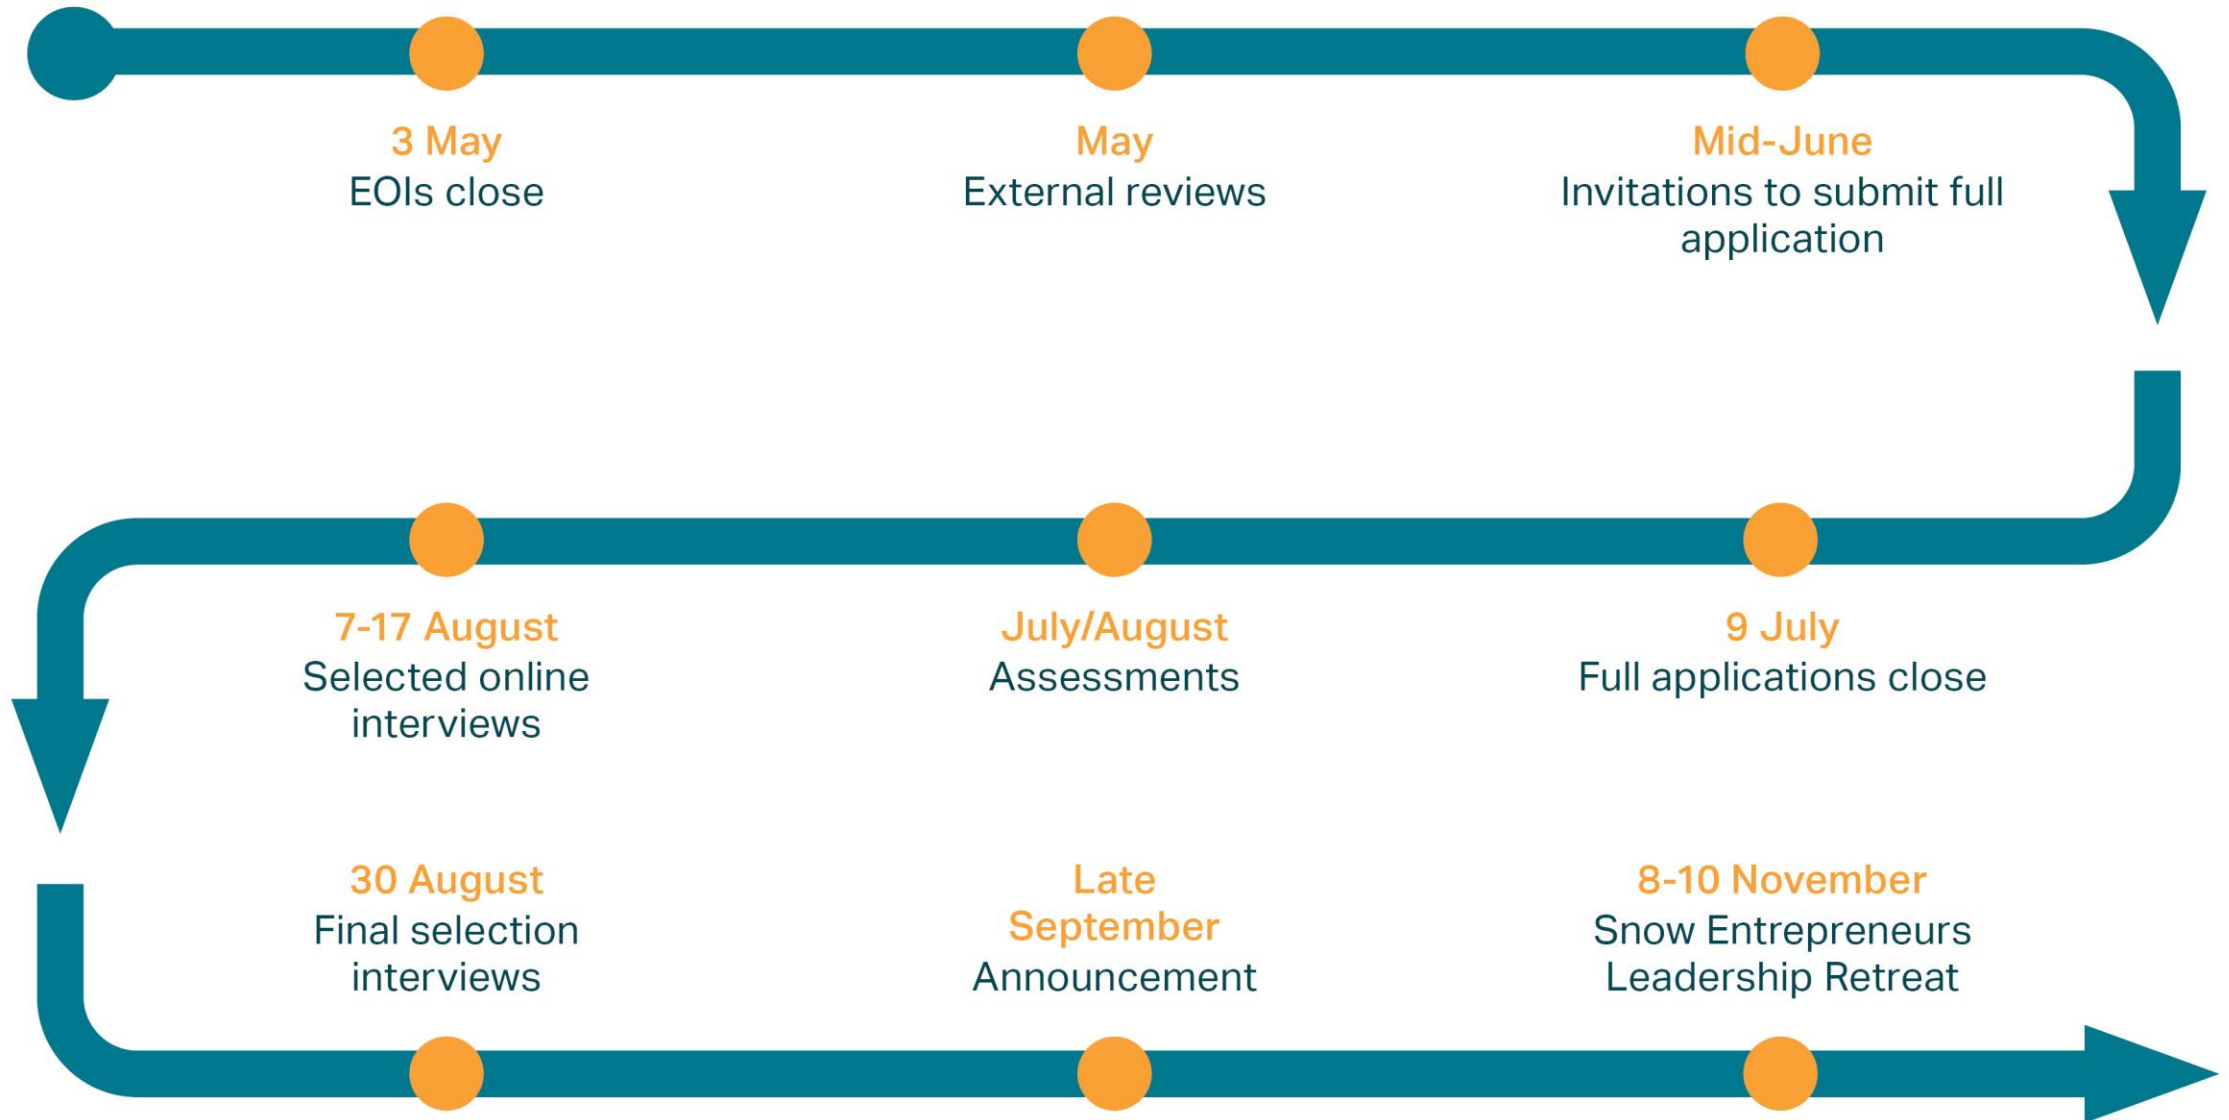 3 May
EOIs close
May
External reviews
Mid-June
Invitations to submit full
application
9 July
Full applications close
July/August
Assessments
7-17 August
Selected online
interviews
30 August
Final selection
interviews
Late
September
Announcement
8-10 November
Snow Entrepreneurs
Leadership Retreat